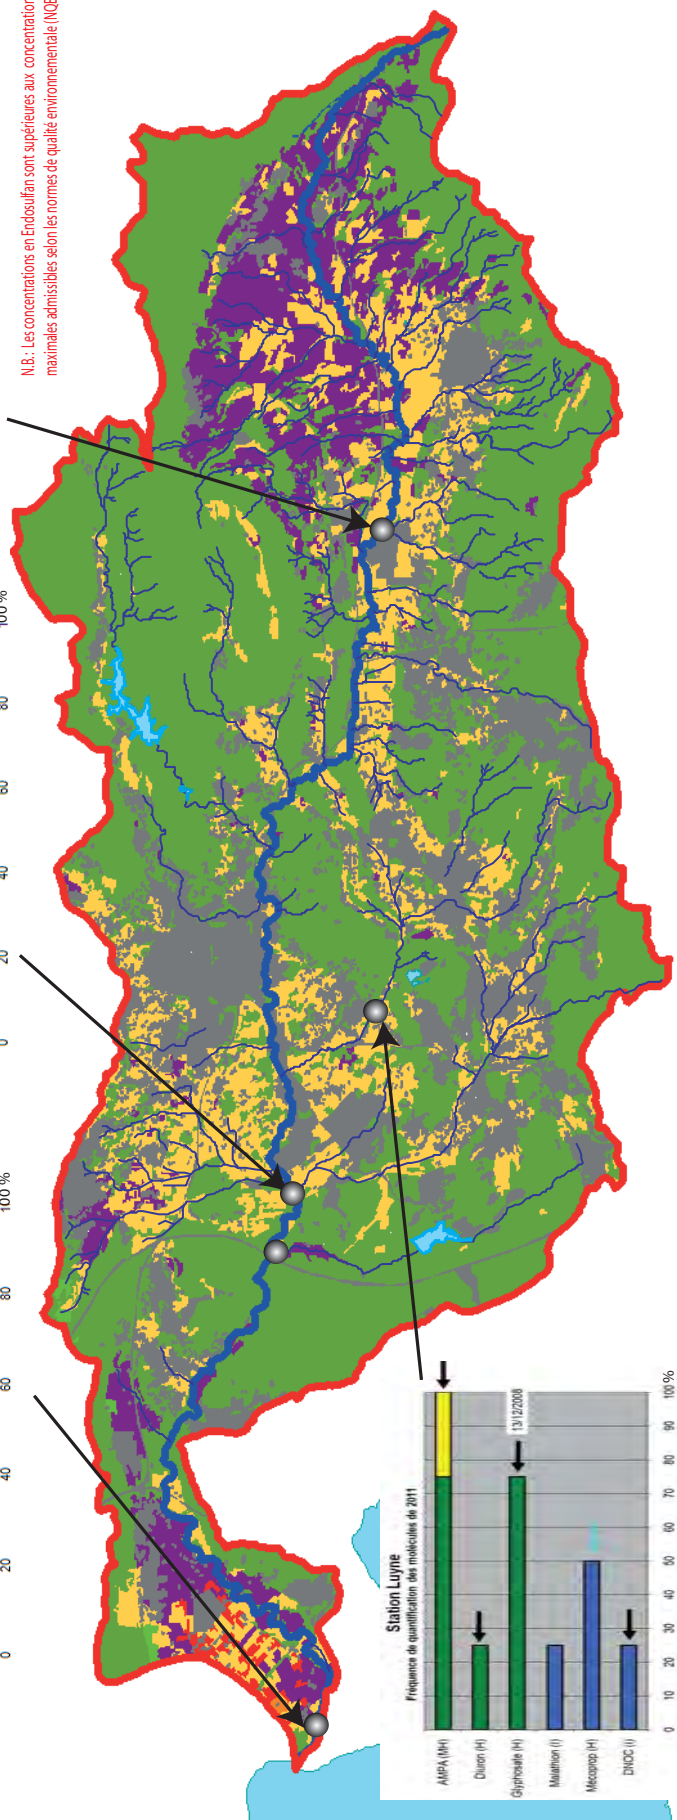 N.B.: Les concentrations en Endosulfan sont supérieures aux concentration
maximales admissibles selon les normes de qualité environnementale (NQE
0 20 40 60 80 100 %
0 20 40 60 80 100 %
Station Luyne
Fréquence de quantification des molécules de 2011
AMPA (MH)
Diuron (H)
Glyphosate (H)
13/12/2008
Malathion (I)
Mécoprop (H)
DNOC (I)
0 10 20 30 40 50 60 70 80 90 100 %